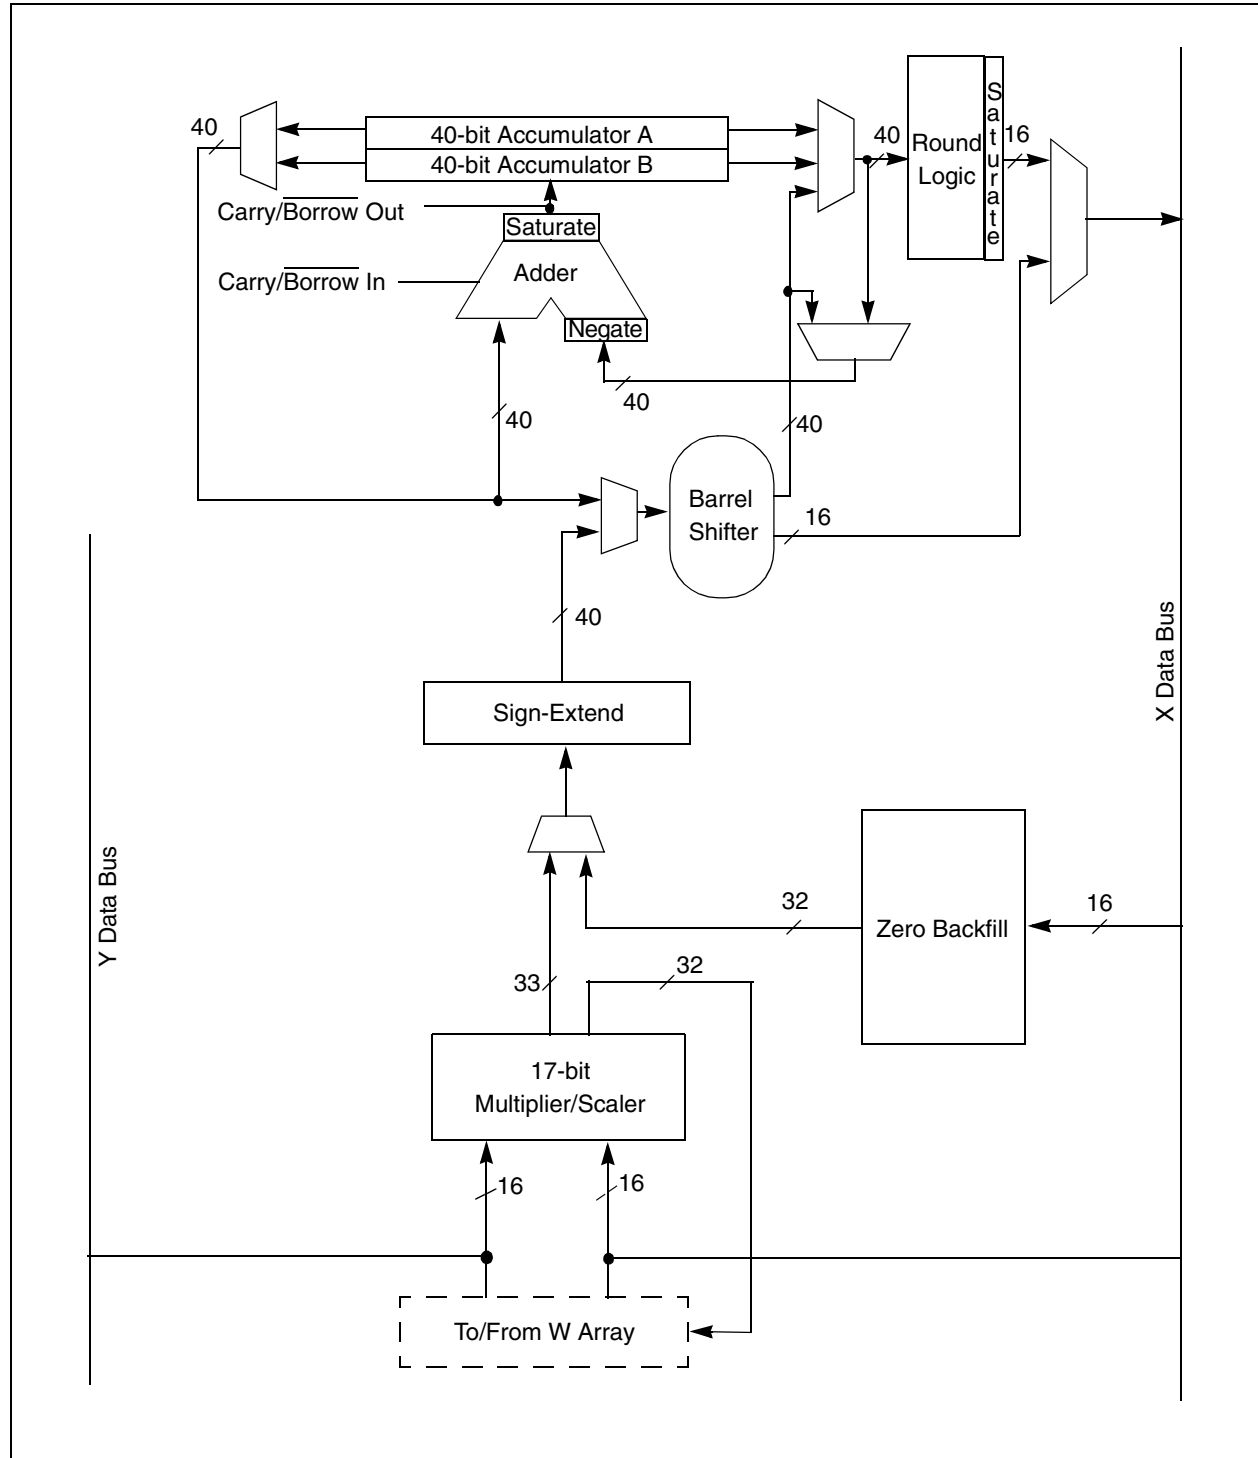 40
40-bit Accumulator A
40-bit Accumulator B
40
Round
Logic
Saturate
16
Carry/Borrow Out
Saturate
Carry/Borrow In
Adder
Negate
40
40
40
Barrel
Shifter
16
40
Sign-Extend
X Data Bus
Y Data Bus
32
Zero Backfill
16
33
32
17-bit
Multiplier/Scaler
16
16
To/From W Array